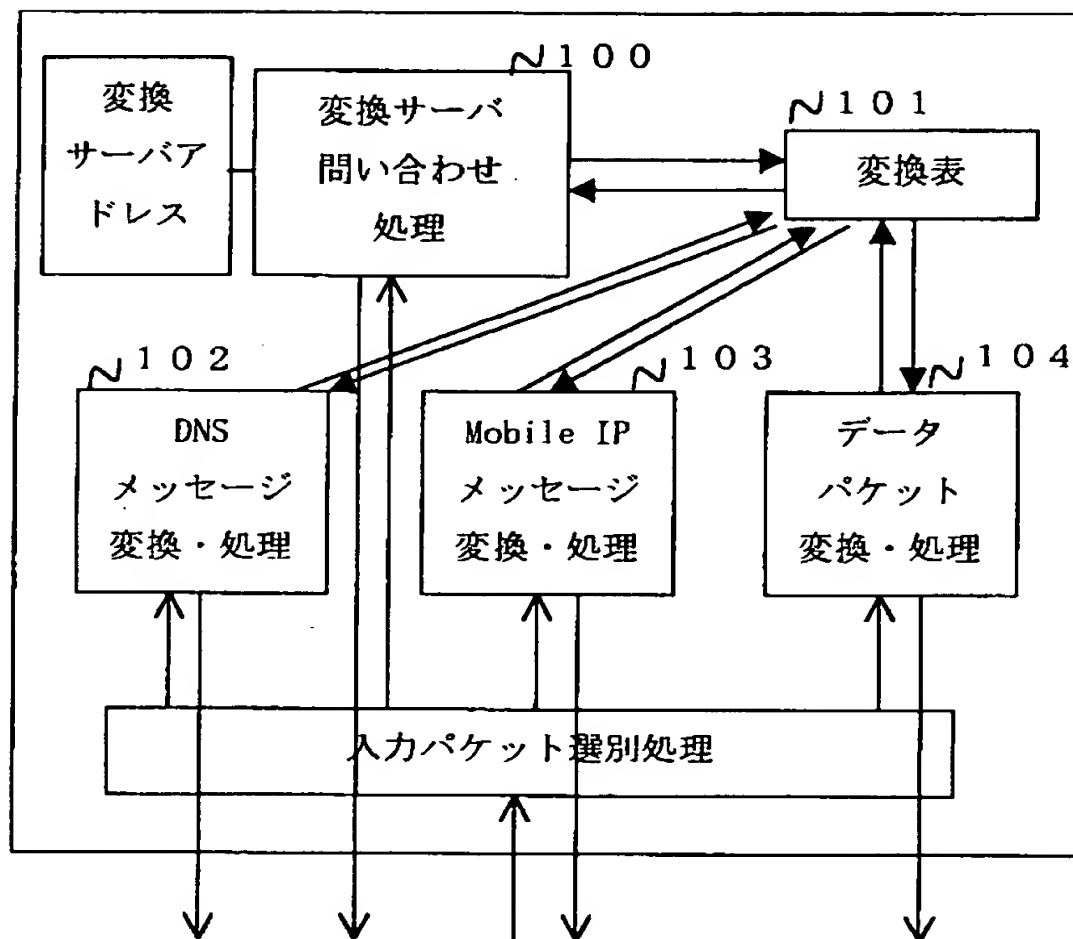 100
変換
サーバア
ドレス
変換サーバ
問い合わせ
処理
101
変換表
102
DNS
メッセージ
変換・処理
103
Mobile IP
メッセージ
変換・処理
104
データ
パケット
変換・処理
入力パケット選別処理